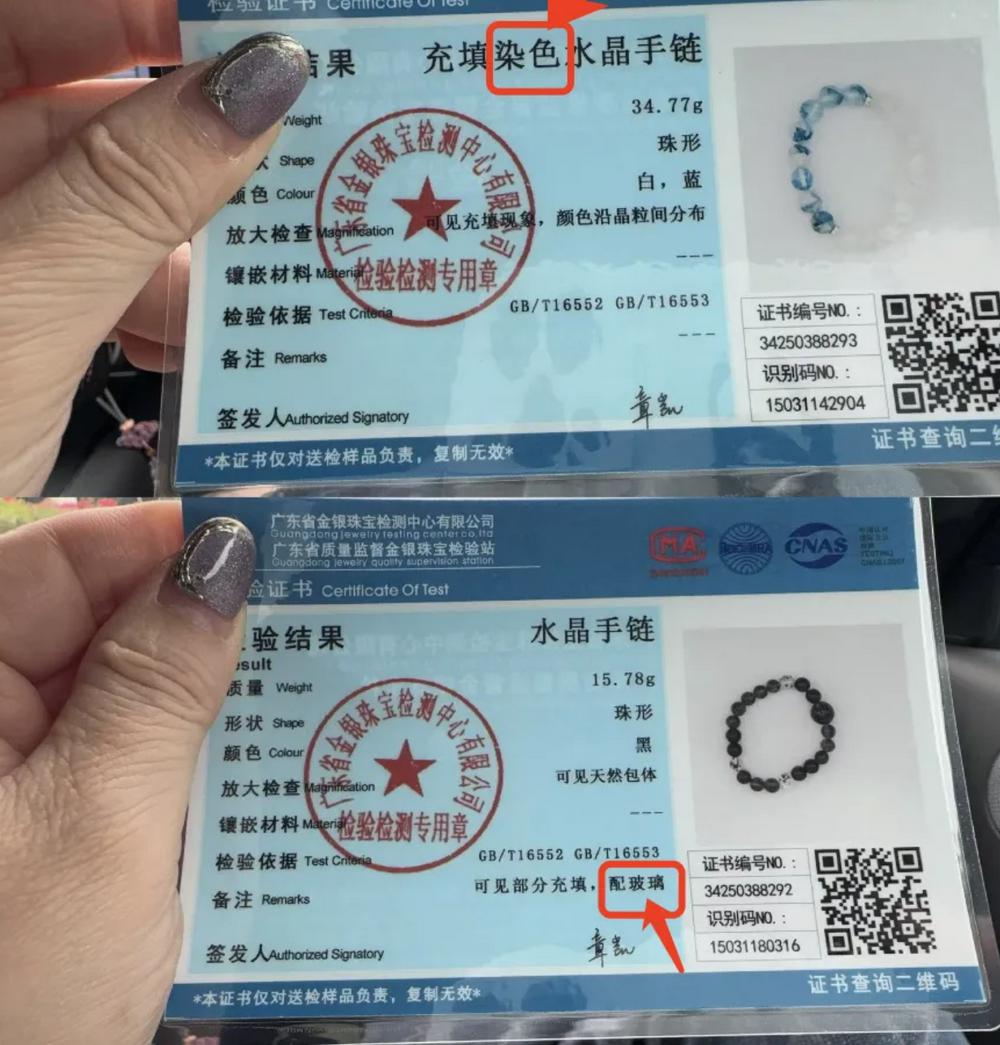 检验证书 Certificate Of Test
结果 充填染色水晶手链
Weight 34.77g
状 Shape 珠形
颜色 Colour 白，蓝
放大检查 Magnification 可见充填现象，颜色沿晶粒间分布
镶嵌材料 Material ---
检验依据 Test Criteria GB/T16552 GB/T16553
备注 Remarks ---
签发人 Authorized Signatory 章凯
广东省金银珠宝检测中心有限公司
检验检测专用章
证书编号NO.：
34250388293
识别码NO.：
15031142904
*本证书仅对送检样品负责，复制无效*
证书查询二维
广东省金银珠宝检测中心有限公司
Guangdong jewelry testing center co.,ltd
广东省质量监督金银珠宝检验站
Guangdong jewelry quality supervision station
MA
CNAS
验证书 Certificate Of Test
验结果 水晶手链
esult
质量 Weight 15.78g
形状 Shape 珠形
颜色 Colour 黑
放大检查 Magnification 可见天然包体
镶嵌材料 Material ---
检验依据 Test Criteria GB/T16552 GB/T16553
备注 Remarks 可见部分充填，配玻璃
签发人 Authorized Signatory 章凯
广东省金银珠宝检测中心有限公司
检验检测专用章
证书编号NO.：
34250388292
识别码NO.：
15031180316
*本证书仅对送检样品负责，复制无效*
证书查询二维码